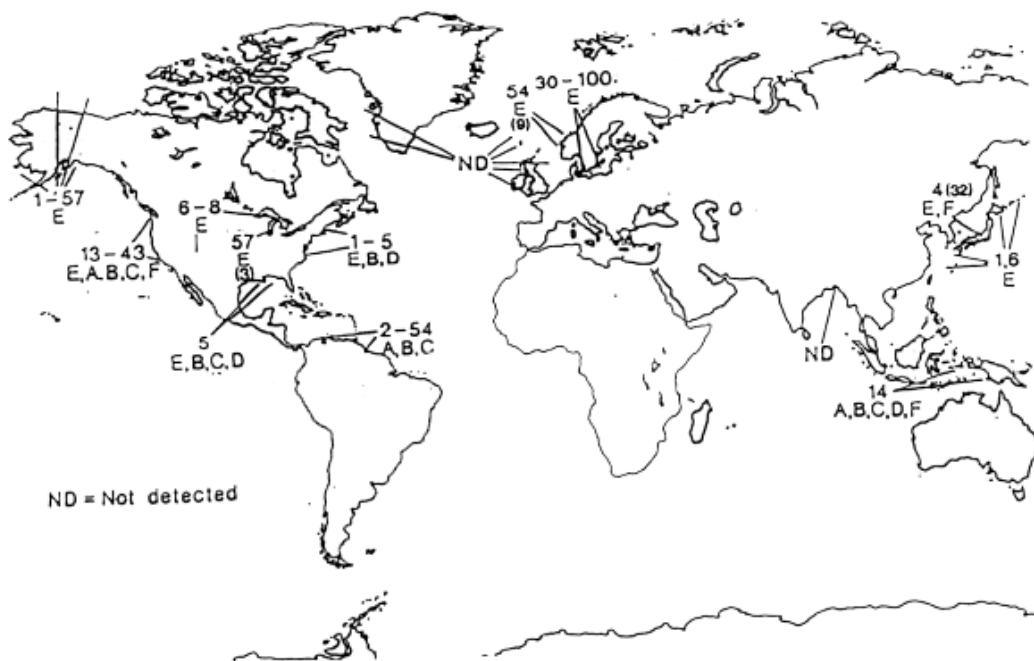 30-100.
54
E
E
(9)
ND
1-57
E
6-8
E
4(32)
E,F
57
E
(3)
1-5
E,B,D
13-43
E,A,B,C,F
1,6
E
5
E,B,C,D
2-54
A,B,C
ND
14
A,B,C,D,F
ND = Not detected